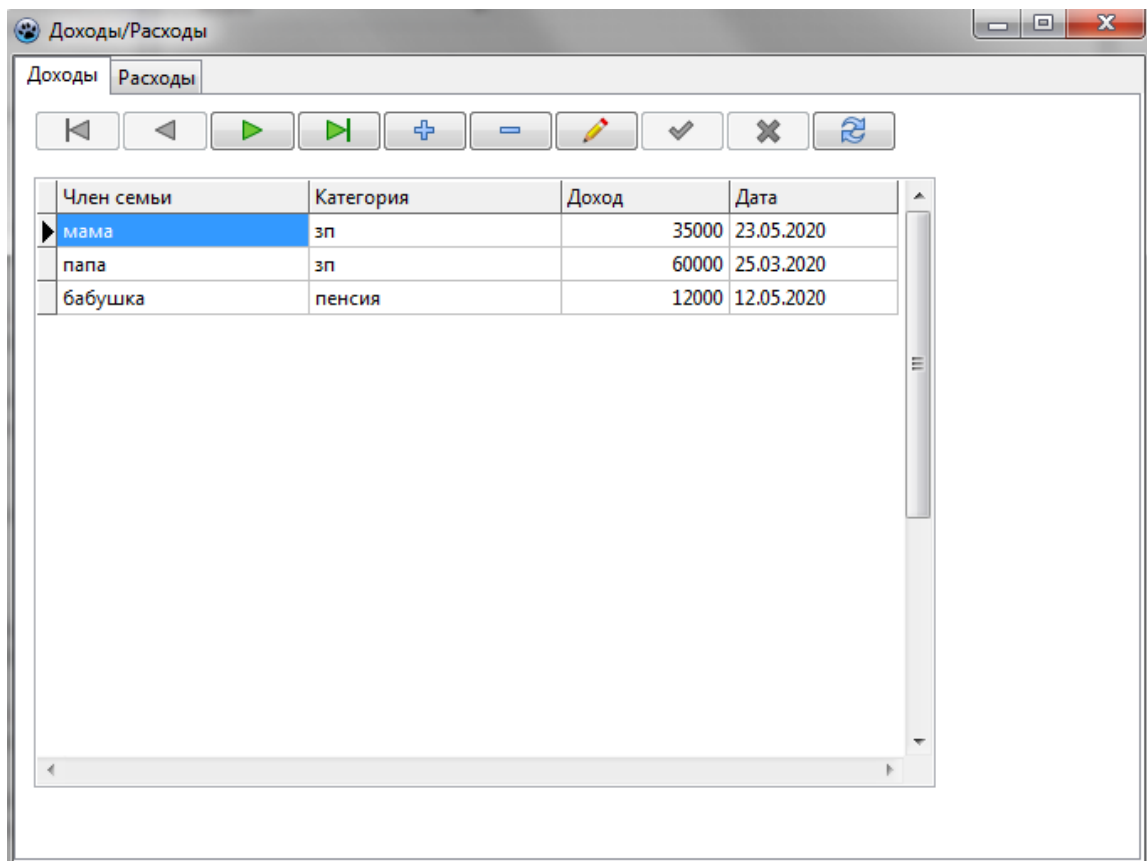 Доходы/Расходы
Доходы Расходы
Член семьи Категория Доход Дата
мама зп 35000 23.05.2020
папа зп 60000 25.03.2020
бабушка пенсия 12000 12.05.2020